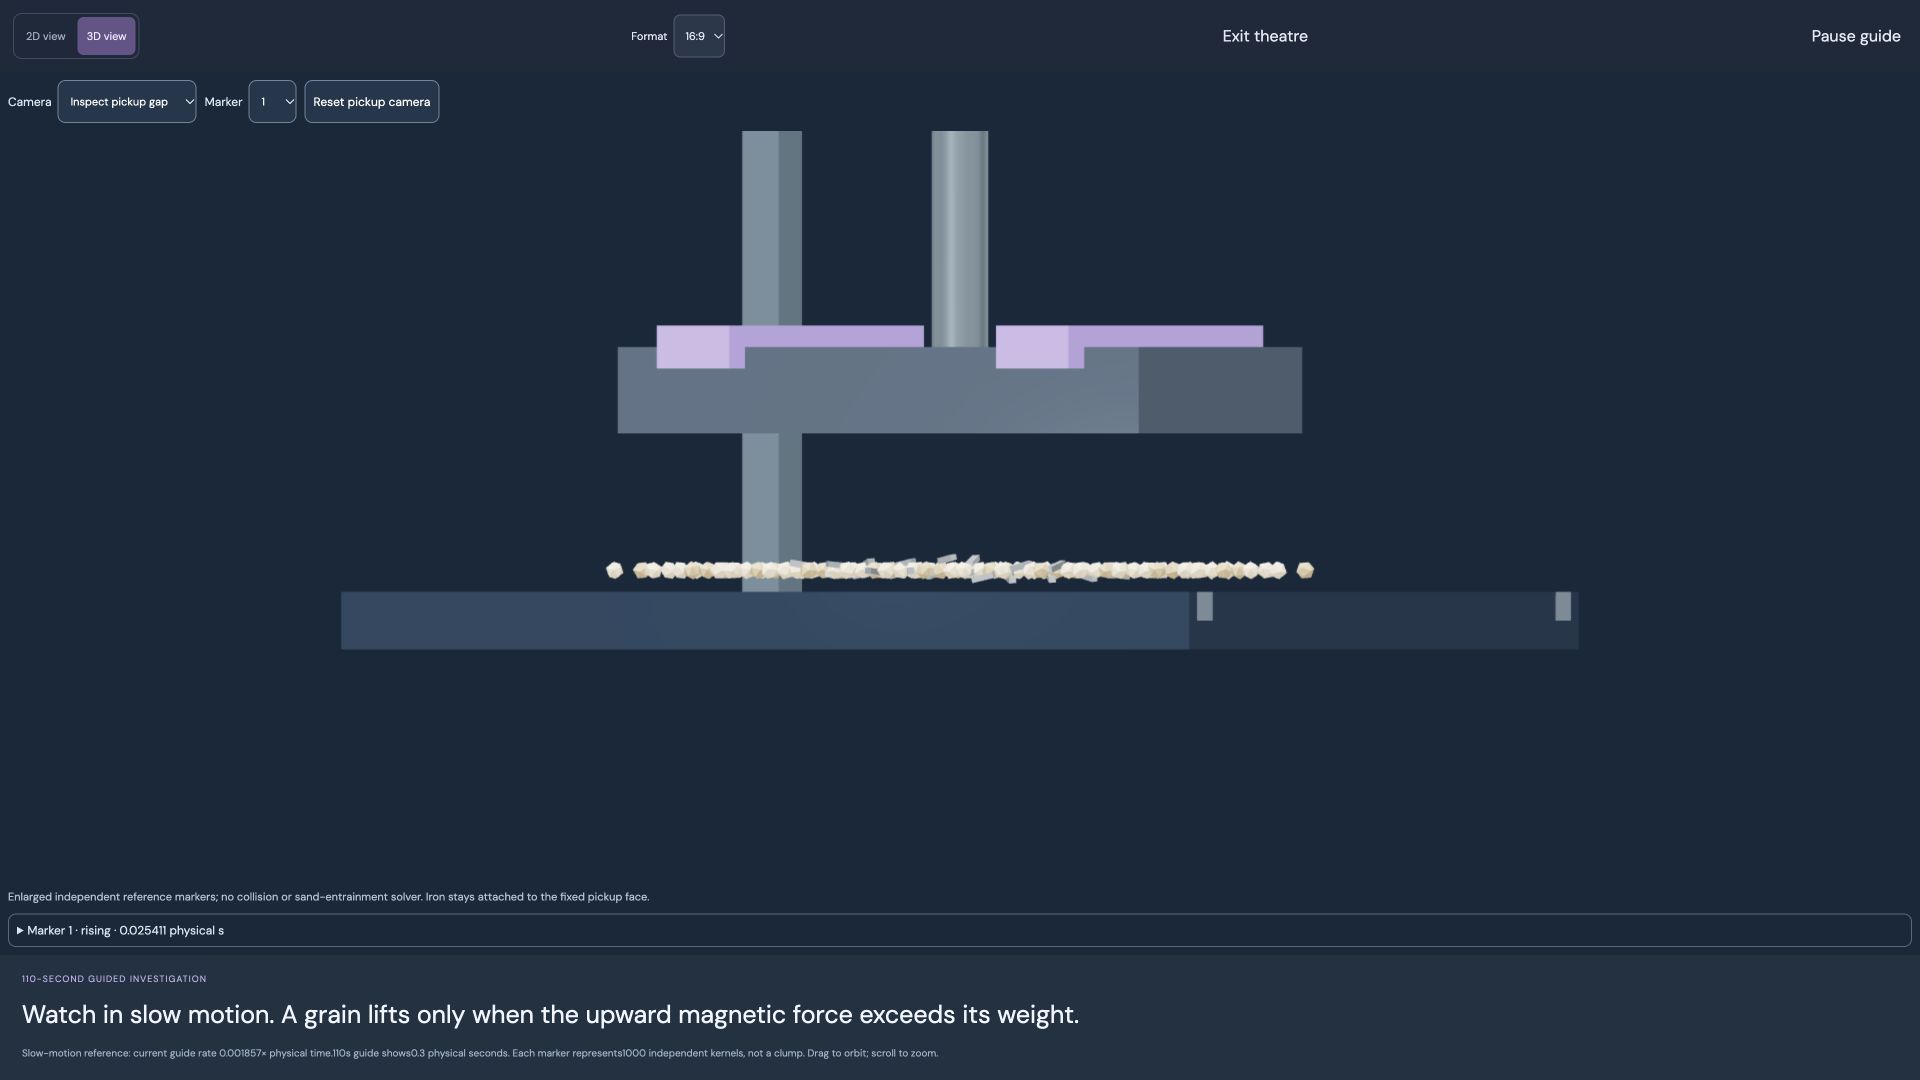 2D view 3D view Format 16:9 Exit theatre Pause guide
Camera Inspect pickup gap Marker 1 Reset pickup camera
Enlarged independent reference markers; no collision or sand-entrainment solver. Iron stays attached to the fixed pickup face.
Marker 1 · rising · 0.025411 physical s
110-SECOND GUIDED INVESTIGATION
Watch in slow motion. A grain lifts only when the upward magnetic force exceeds its weight.
Slow-motion reference: current guide rate 0.001857× physical time.110s guide shows0.3 physical seconds. Each marker represents1000 independent kernels, not a clump. Drag to orbit; scroll to zoom.